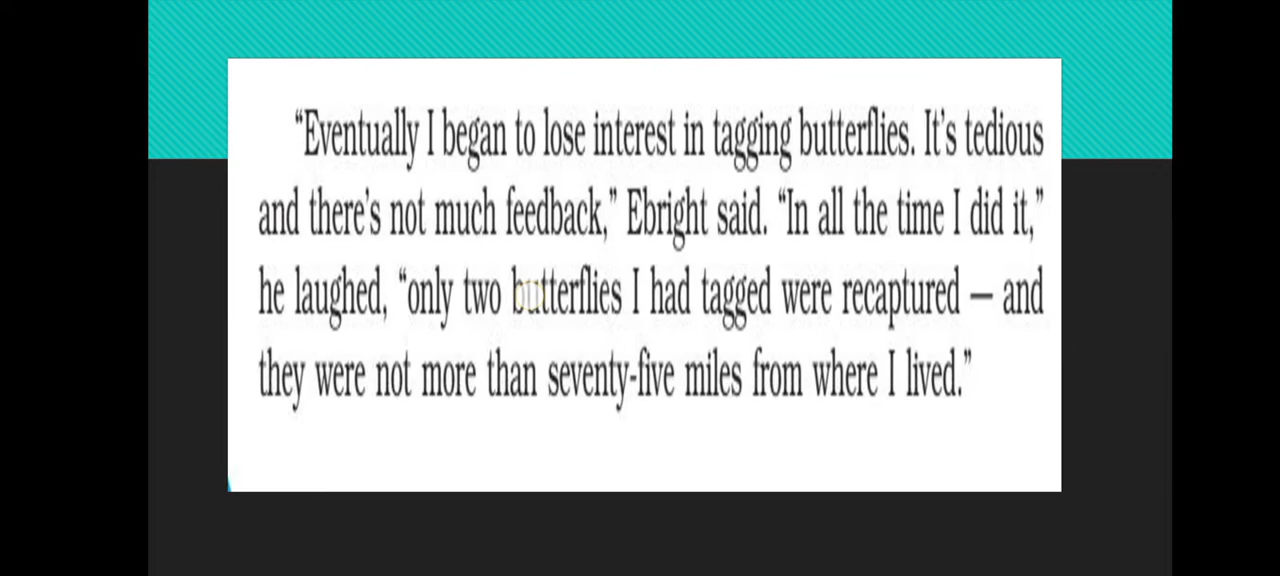 “Eventually I began to lose interest in tagging butterflies. It’s tedious
and there’s not much feedback,” Ebright said. “In all the time I did it,”
he laughed, “only two butterflies I had tagged were recaptured — and
they were not more than seventy-five miles from where I lived.”